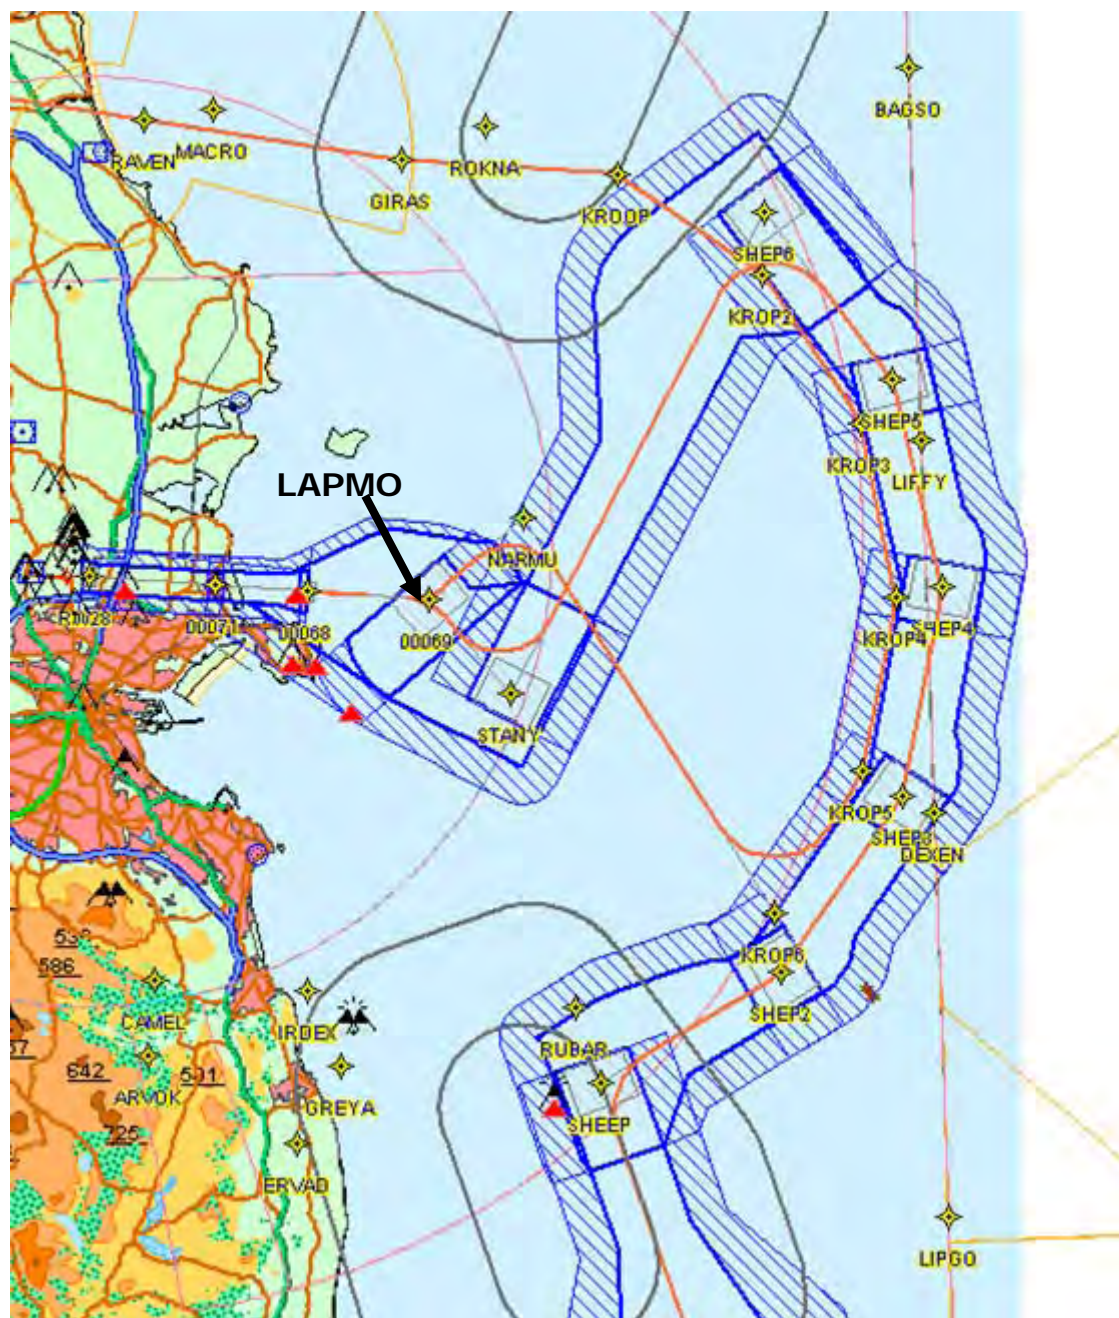 BAGSO
RAVEN
MACRO
ROKNA
GIRAS
KROOP
SHEP6
KROP2
SHEP5
KROP3
LIFFY
LAPMO
NARMU
00071
00068
00069
KROP4
SHEP4
STANY
KROP5
SHEP3
DEXEN
586
KROP6
CAMEL
IRDEX
SHEP2
RUBAR
642
591
ARVOK
GREYA
SHEEP
725
ERVAD
LIPGO